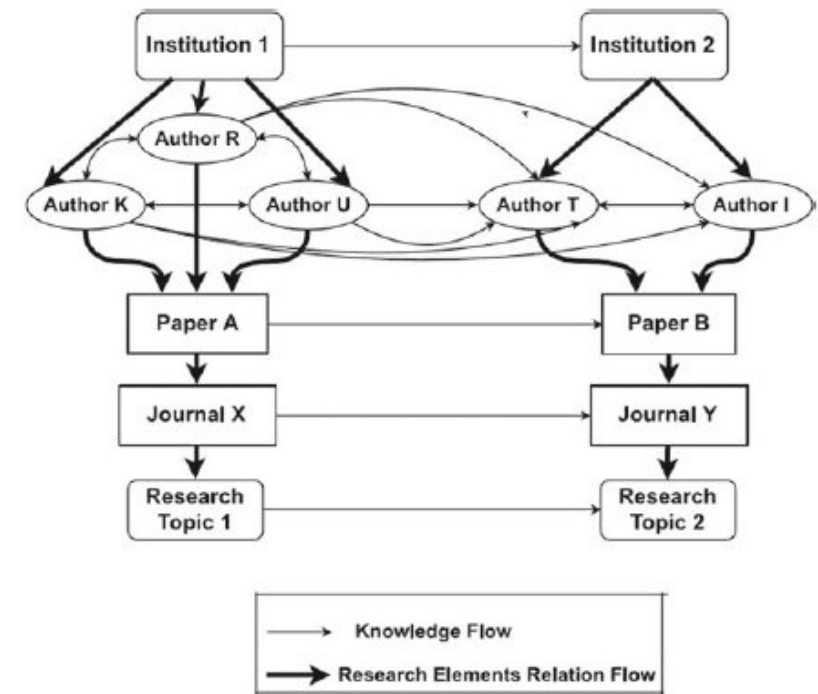 Institution 1
Institution 2
Author R
Author K
Author U
Author T
Author I
Paper A
Paper B
Journal X
Journal Y
Research
Topic 1
Research
Topic 2
Knowledge Flow
Research Elements Relation Flow